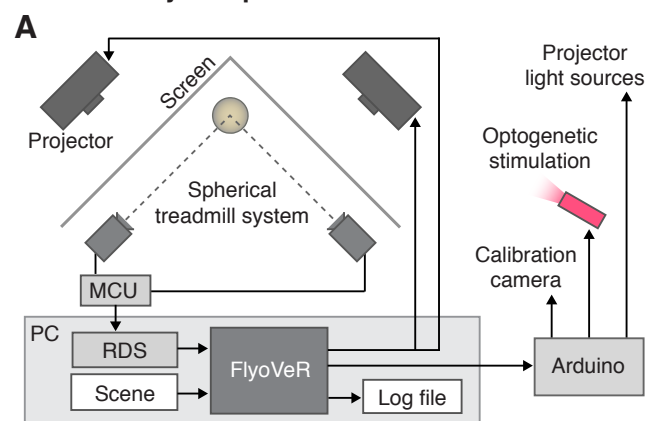 A
Screen
Projector
Projector
light sources
Optogenetic
stimulation
Spherical
treadmill system
Calibration
camera
MCU
PC
RDS
FlyoVeR
Arduino
Scene
Log file